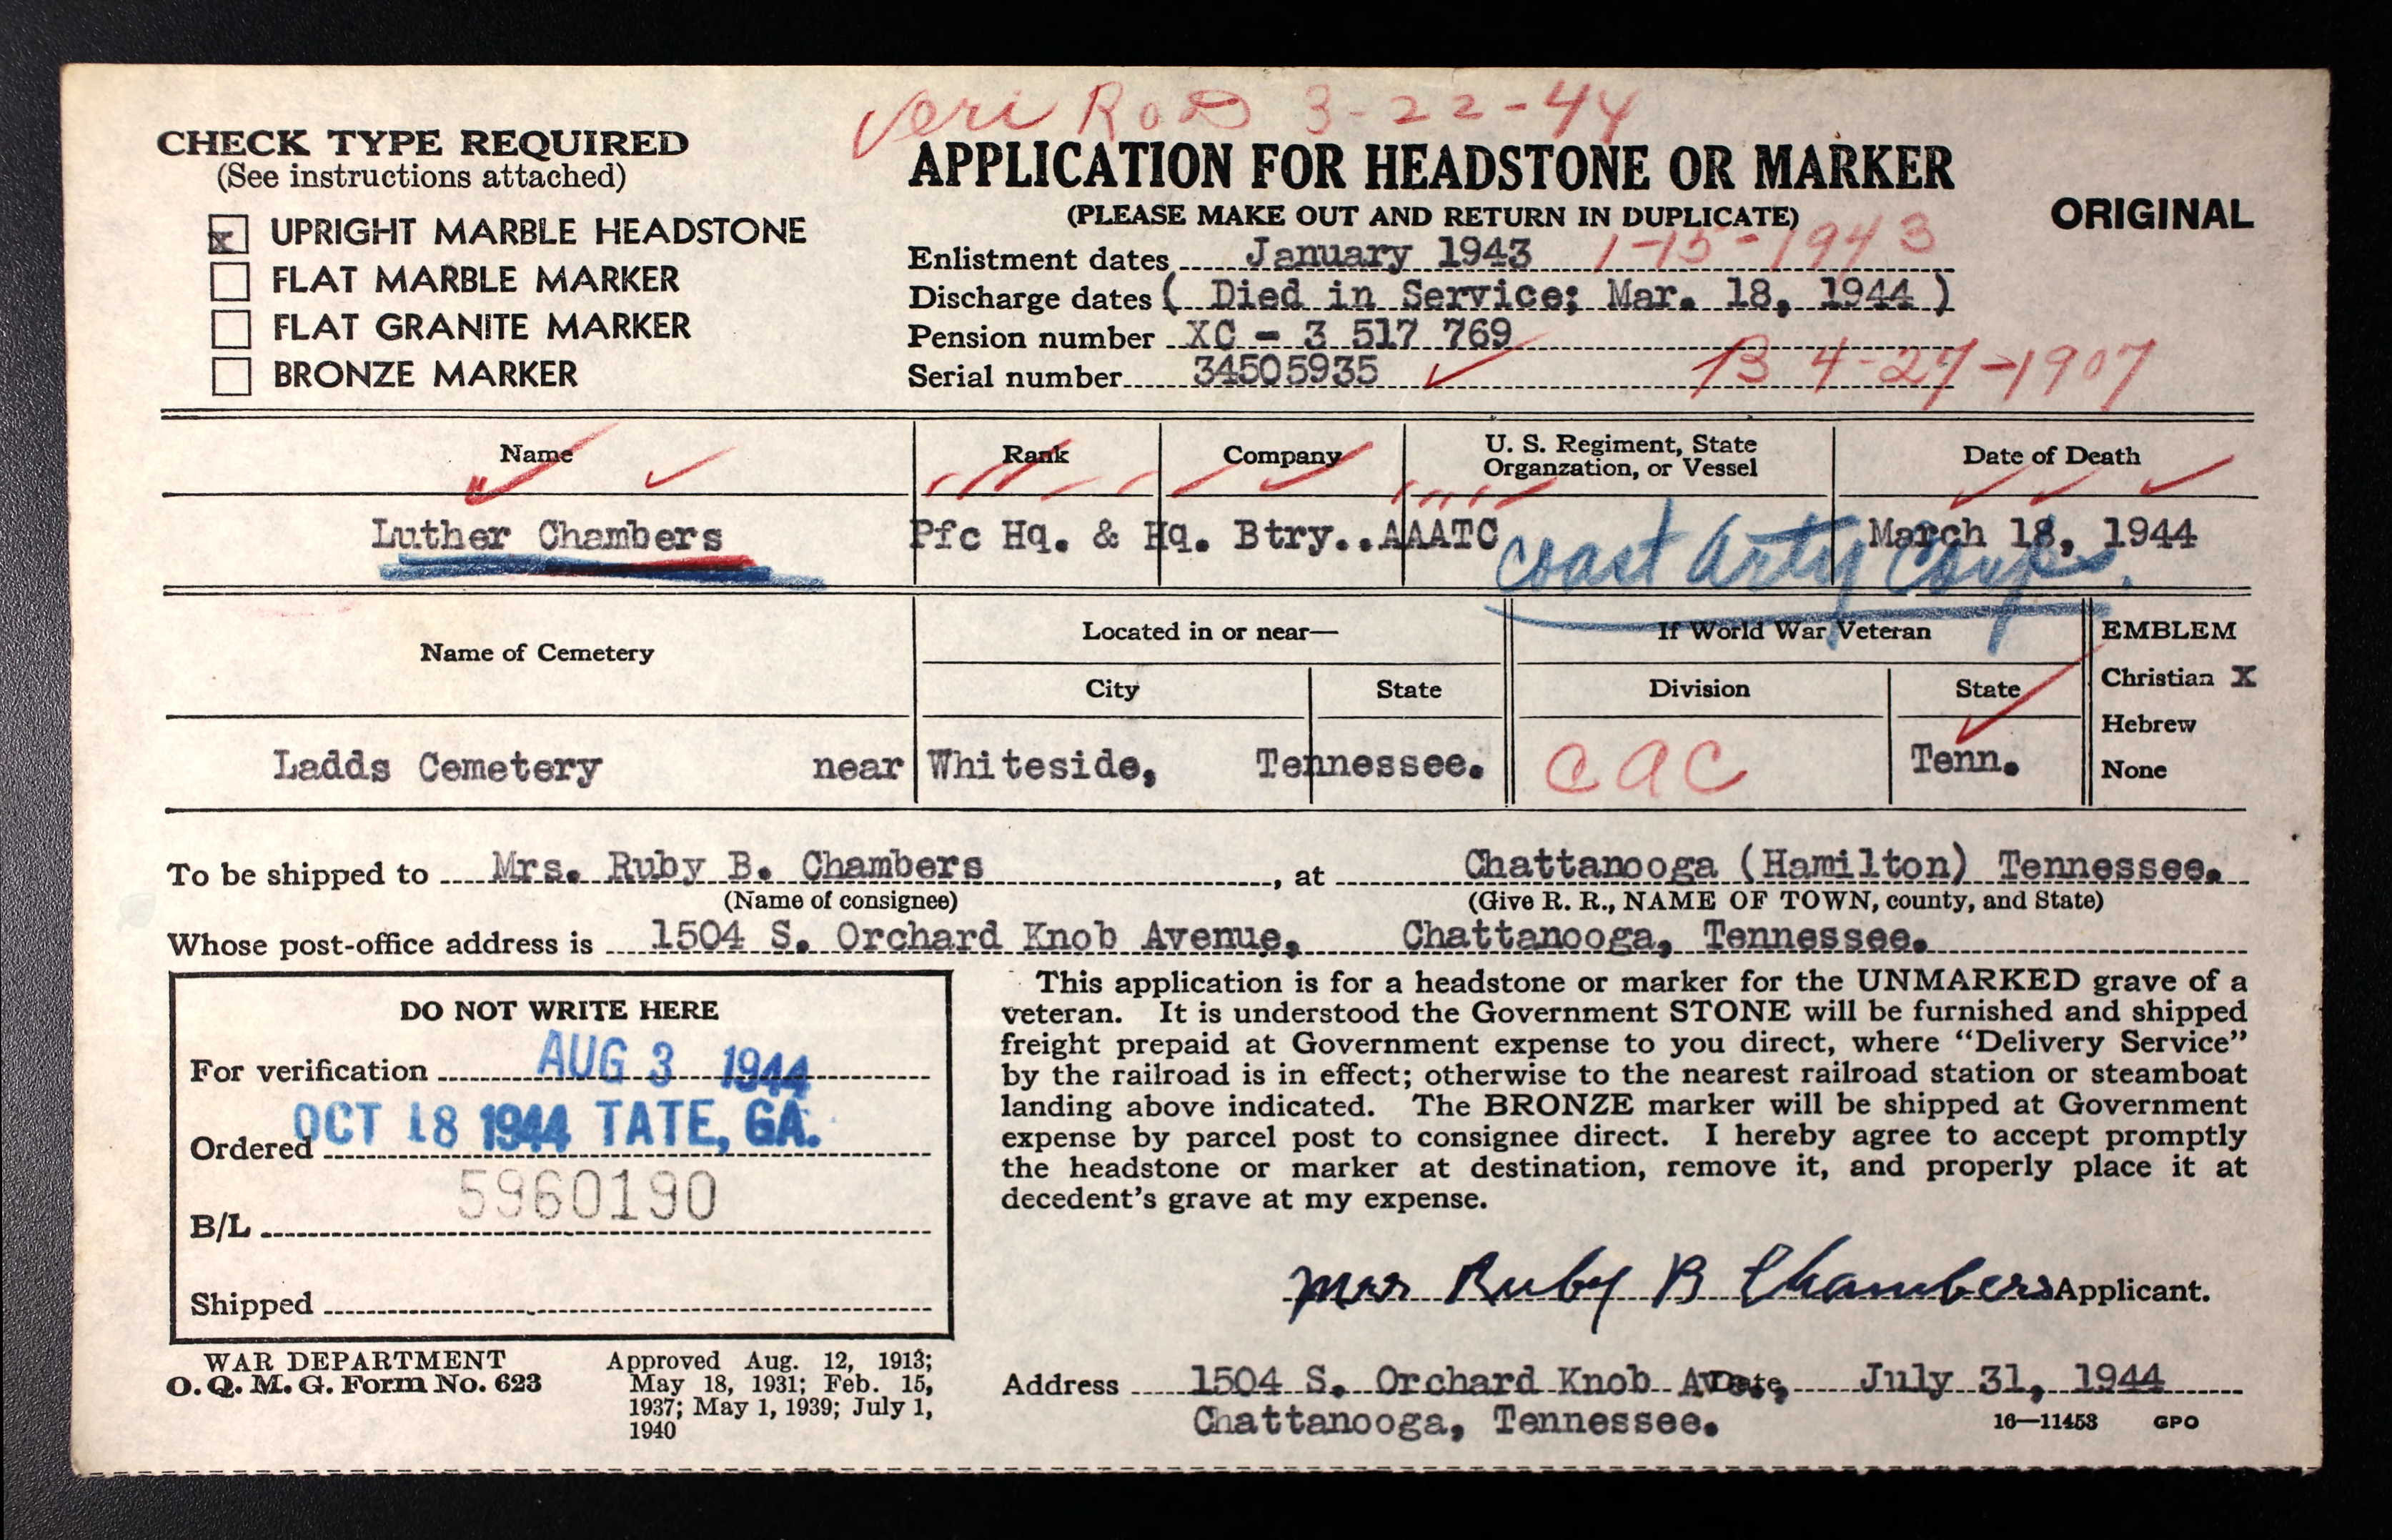 Veri RoD 3-22-44
CHECK TYPE REQUIRED
(See instructions attached)
x UPRIGHT MARBLE HEADSTONE
FLAT MARBLE MARKER
FLAT GRANITE MARKER
BRONZE MARKER
APPLICATION FOR HEADSTONE OR MARKER
(PLEASE MAKE OUT AND RETURN IN DUPLICATE)
ORIGINAL
Enlistment dates January 1943 1-15-1943
Discharge dates ( Died in Service; Mar. 18, 1944 )
Pension number XC - 3 517 769
Serial number 34505935 B 4-27-1907
Name Rank Company U. S. Regiment, State Organzation, or Vessel Date of Death
Luther Chambers Pfc Hq. & Hq. Btry..AAATC Coast Arty Corps. March 18, 1944
Name of Cemetery Located in or near— If World War Veteran EMBLEM
City State Division State
Christian X
Hebrew
None
Ladds Cemetery near Whiteside, Tennessee. CAC Tenn.
To be shipped to Mrs. Ruby B. Chambers, at Chattanooga (Hamilton) Tennessee.
(Name of consignee) (Give R. R., NAME OF TOWN, county, and State)
Whose post-office address is 1504 S. Orchard Knob Avenue, Chattanooga, Tennessee.
DO NOT WRITE HERE
For verification AUG 3 1944
Ordered OCT 18 1944 TATE, GA.
B/L 5960190
Shipped
This application is for a headstone or marker for the UNMARKED grave of a
veteran. It is understood the Government STONE will be furnished and shipped
freight prepaid at Government expense to you direct, where "Delivery Service"
by the railroad is in effect; otherwise to the nearest railroad station or steamboat
landing above indicated. The BRONZE marker will be shipped at Government
expense by parcel post to consignee direct. I hereby agree to accept promptly
the headstone or marker at destination, remove it, and properly place it at
decedent's grave at my expense.
Mrs Ruby B Chambers Applicant.
WAR DEPARTMENT
O. Q. M. G. Form No. 623
Approved Aug. 12, 1913;
May 18, 1931; Feb. 15,
1937; May 1, 1939; July 1,
1940
Address 1504 S. Orchard Knob Ave, Date July 31, 1944
Chattanooga, Tennessee.
16—11453 GPO